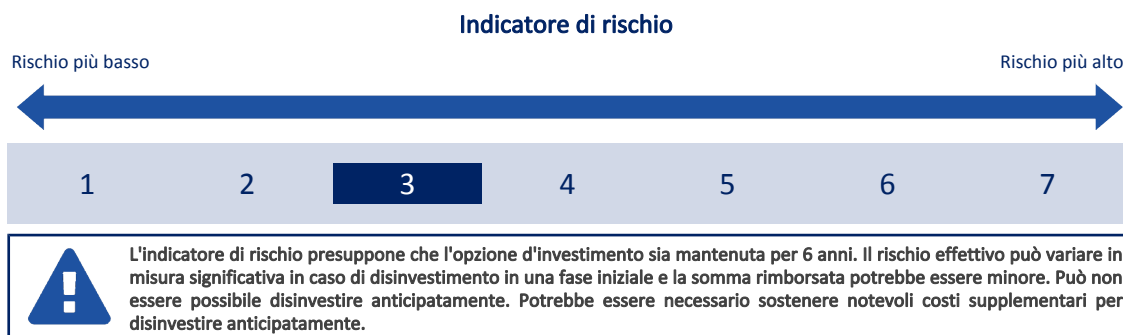 Indicatore di rischio
Rischio più basso
Rischio più alto
1 2 3 4 5 6 7
L'indicatore di rischio presuppone che l'opzione d'investimento sia mantenuta per 6 anni. Il rischio effettivo può variare in
misura significativa in caso di disinvestimento in una fase iniziale e la somma rimborsata potrebbe essere minore. Può non
essere possibile disinvestire anticipatamente. Potrebbe essere necessario sostenere notevoli costi supplementari per
disinvestire anticipatamente.